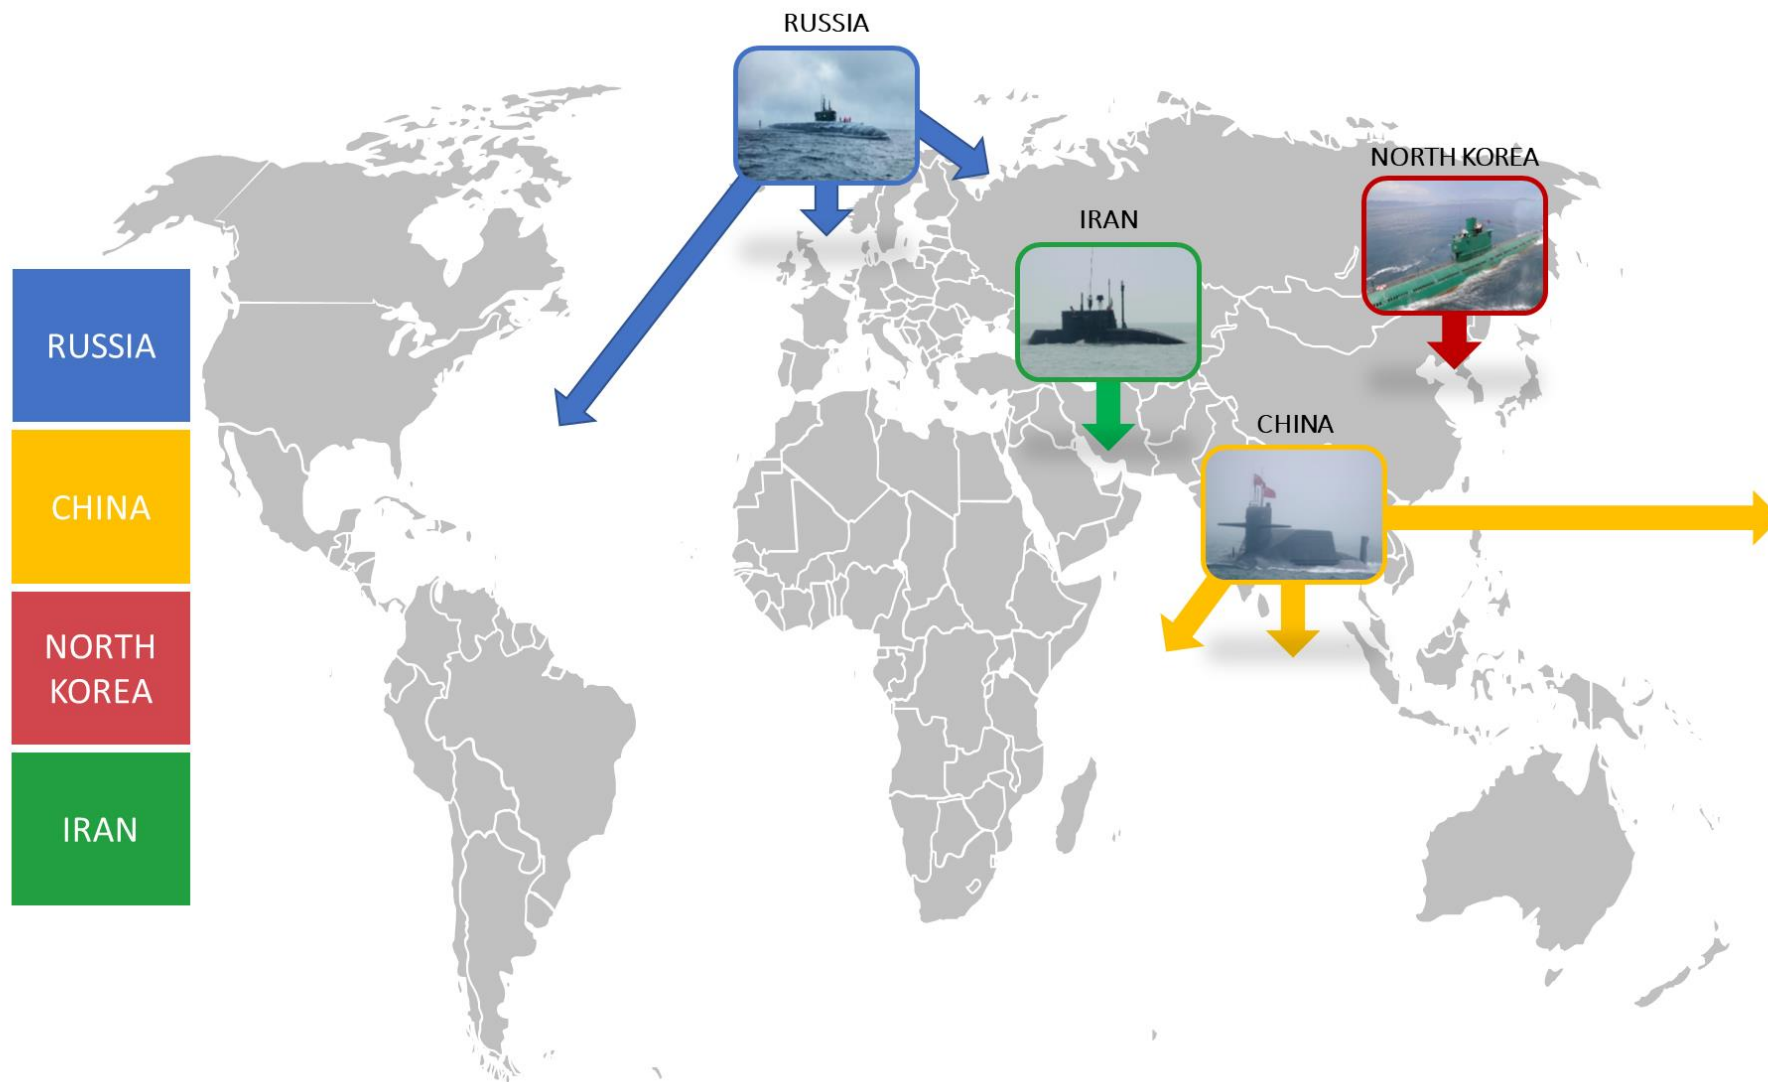 RUSSIA
NORTH KOREA
IRAN
CHINA
RUSSIA
CHINA
NORTH
KOREA
IRAN